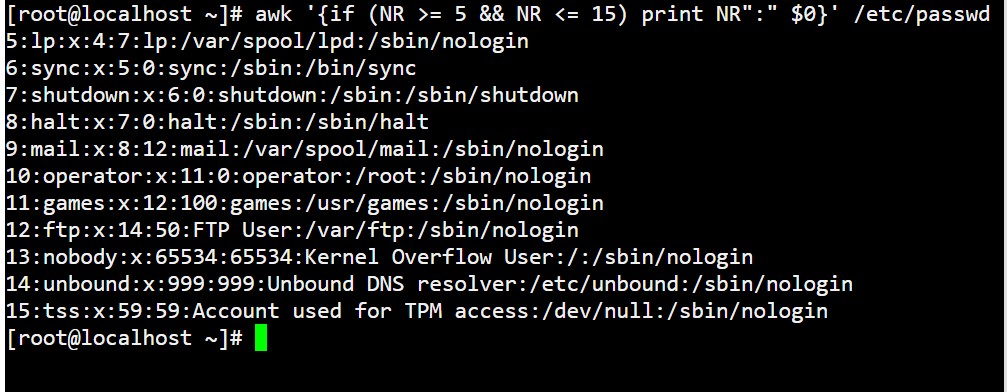 [root@localhost ~]# awk '{if (NR >= 5 && NR <= 15) print NR":" $0}' /etc/passwd
5:lp:x:4:7:lp:/var/spool/lpd:/sbin/nologin
6:sync:x:5:0:sync:/sbin:/bin/sync
7:shutdown:x:6:0:shutdown:/sbin:/sbin/shutdown
8:halt:x:7:0:halt:/sbin:/sbin/halt
9:mail:x:8:12:mail:/var/spool/mail:/sbin/nologin
10:operator:x:11:0:operator:/root:/sbin/nologin
11:games:x:12:100:games:/usr/games:/sbin/nologin
12:ftp:x:14:50:FTP User:/var/ftp:/sbin/nologin
13:nobody:x:65534:65534:Kernel Overflow User:/:/sbin/nologin
14:unbound:x:999:999:Unbound DNS resolver:/etc/unbound:/sbin/nologin
15:tss:x:59:59:Account used for TPM access:/dev/null:/sbin/nologin
[root@localhost ~]#